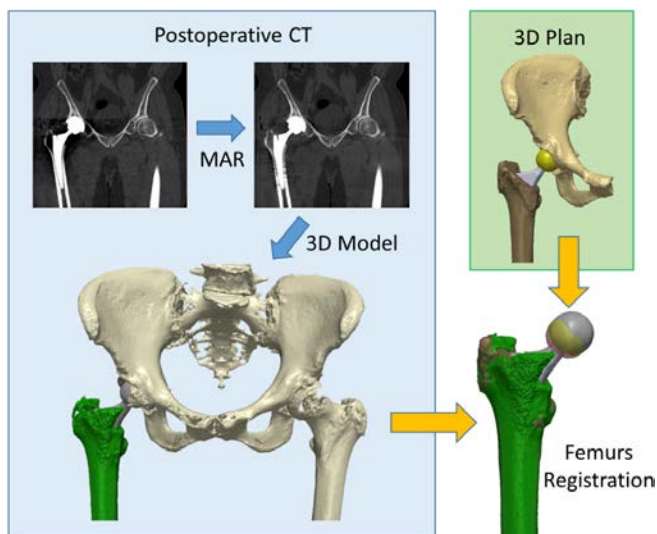 Postoperative CT
MAR
3D Model
3D Plan
Femurs
Registration